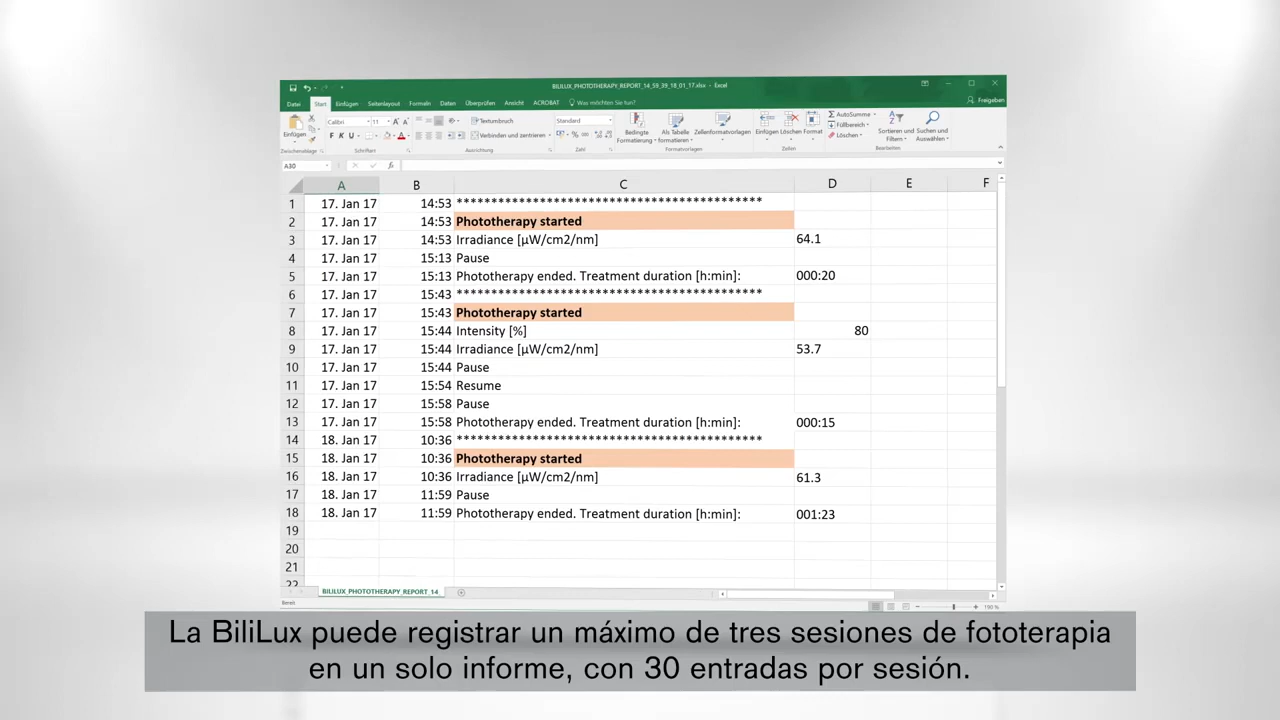 BILILUX_PHOTOTHERAPY_REPORT_14_59_39_18_01_17.xlsx - Excel
Datei Start Einfügen Seitenlayout Formeln Daten Überprüfen Ansicht ACROBAT Was möchten Sie tun? Freigeben
Calibri 11 Textumbruch Standard AutoSumme
Einfügen F K U Verbinden und zentrieren Bedingte Formatierung Als Tabelle formatieren Zellenformatvorlagen Einfügen Löschen Format Füllbereich Löschen Sortieren und Filtern Suchen und Auswählen
Zwischenablage Schriftart Ausrichtung Zahl Formatvorlagen Zellen Bearbeiten
A30 fx
A B C D E F
1 17. Jan 17 14:53 ********************************************
2 17. Jan 17 14:53 Phototherapy started
3 17. Jan 17 14:53 Irradiance [µW/cm2/nm] 64.1
4 17. Jan 17 15:13 Pause
5 17. Jan 17 15:13 Phototherapy ended. Treatment duration [h:min]: 000:20
6 17. Jan 17 15:43 ********************************************
7 17. Jan 17 15:43 Phototherapy started
8 17. Jan 17 15:44 Intensity [%] 80
9 17. Jan 17 15:44 Irradiance [µW/cm2/nm] 53.7
10 17. Jan 17 15:44 Pause
11 17. Jan 17 15:54 Resume
12 17. Jan 17 15:58 Pause
13 17. Jan 17 15:58 Phototherapy ended. Treatment duration [h:min]: 000:15
14 18. Jan 17 10:36 ********************************************
15 18. Jan 17 10:36 Phototherapy started
16 18. Jan 17 10:36 Irradiance [µW/cm2/nm] 61.3
17 18. Jan 17 11:59 Pause
18 18. Jan 17 11:59 Phototherapy ended. Treatment duration [h:min]: 001:23
19
20
21
22
BILILUX_PHOTOTHERAPY_REPORT_14
Bereit 190 %
La BiliLux puede registrar un máximo de tres sesiones de fototerapia
en un solo informe, con 30 entradas por sesión.